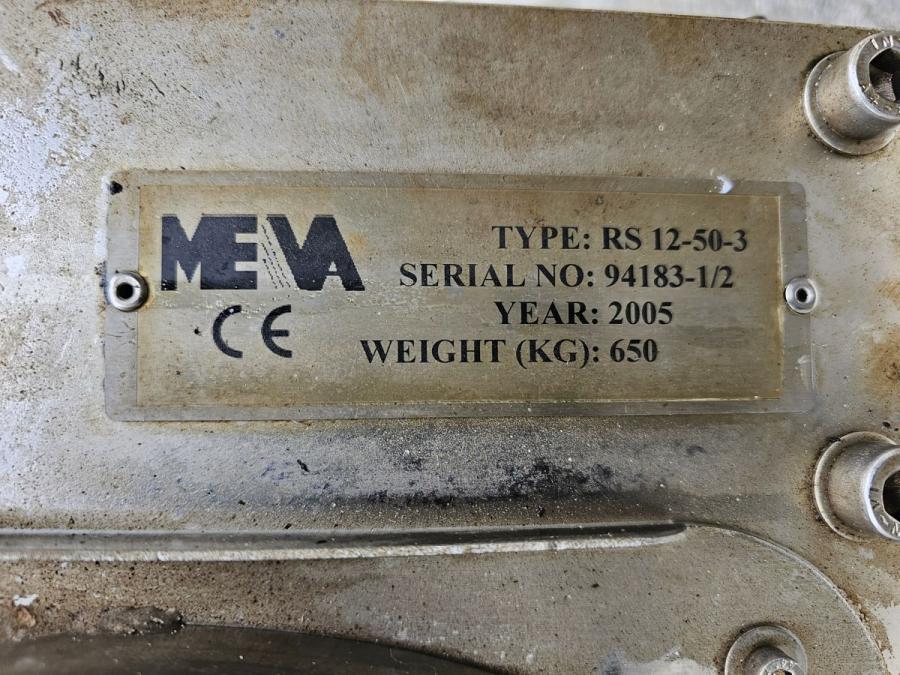 MEVA
CE
TYPE: RS 12-50-3
SERIAL NO: 94183-1/2
YEAR: 2005
WEIGHT (KG): 650